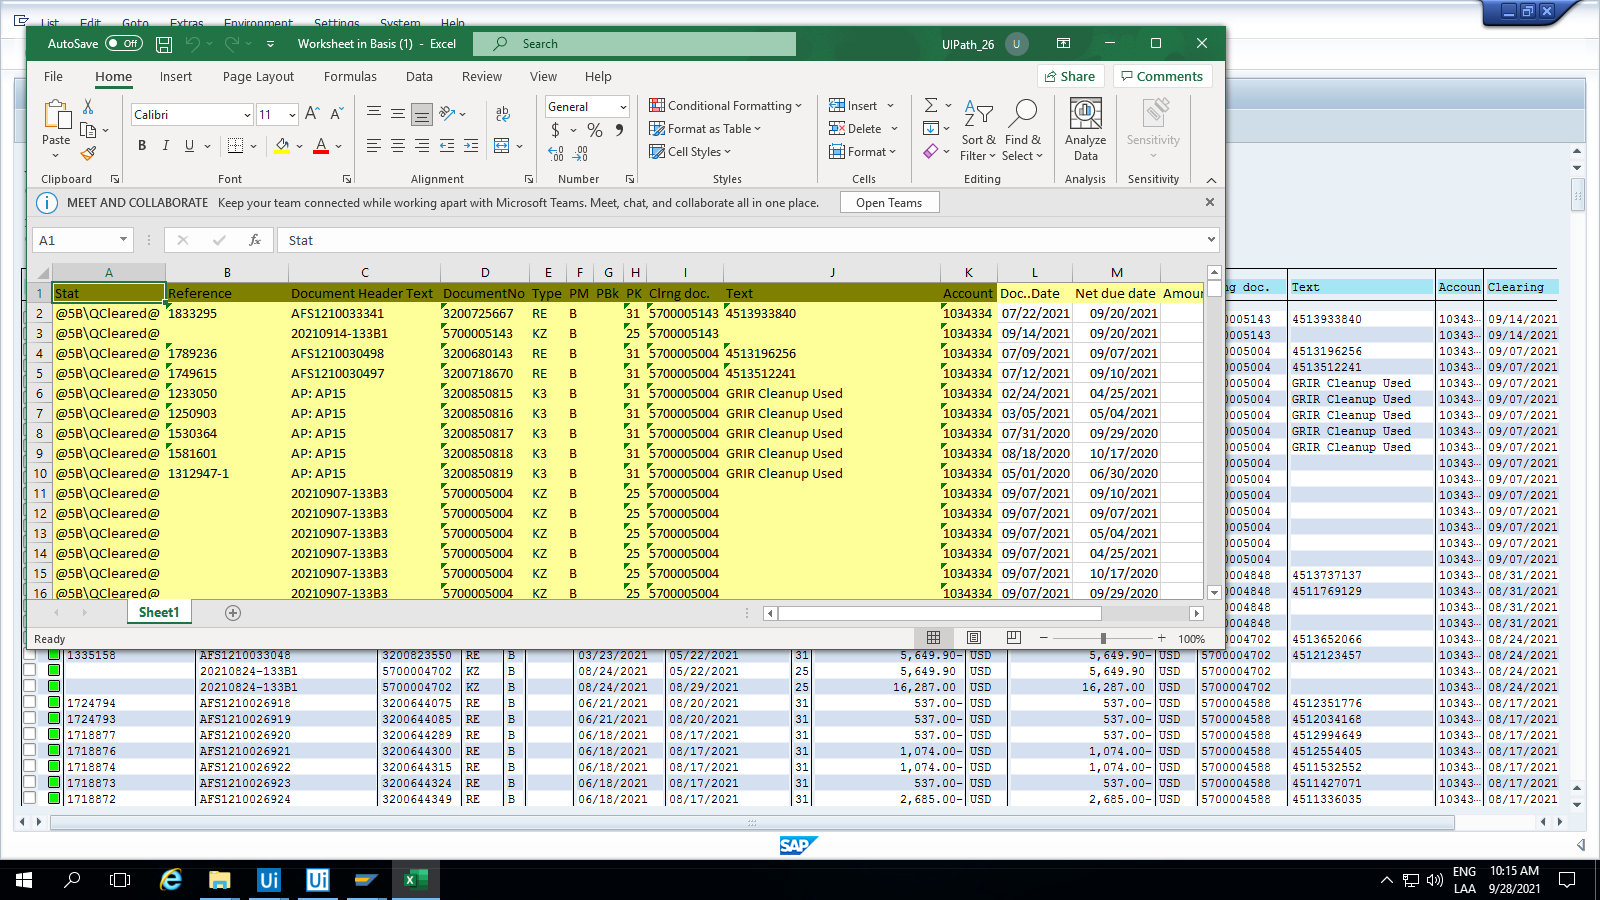 List Edit Goto Extras Environment Settings System Help
AutoSave Off Worksheet in Basis (1) - Excel Search UIPath_26 U
File Home Insert Page Layout Formulas Data Review View Help Share Comments
Calibri 11 General Conditional Formatting Insert
Paste B I U $ % Format as Table Delete Sort & Filter Find & Select Analyze Data Sensitivity
Cell Styles Format
Clipboard Font Alignment Number Styles Cells Editing Analysis Sensitivity
MEET AND COLLABORATE Keep your team connected while working apart with Microsoft Teams. Meet, chat, and collaborate all in one place. Open Teams
A1 fx Stat
A B C D E F G H I J K L M
1 Stat Reference Document Header Text DocumentNo Type PM PBk PK Clrng doc. Text Account Doc..Date Net due date Amour
2 @5B\QCleared@ 1833295 AFS1210033341 3200725667 RE B 31 5700005143 4513933840 1034334 07/22/2021 09/20/2021
3 @5B\QCleared@ 20210914-133B1 5700005143 KZ B 25 5700005143 1034334 09/14/2021 09/20/2021
4 @5B\QCleared@ 1789236 AFS1210030498 3200680143 RE B 31 5700005004 4513196256 1034334 07/09/2021 09/07/2021
5 @5B\QCleared@ 1749615 AFS1210030497 3200718670 RE B 31 5700005004 4513512241 1034334 07/12/2021 09/10/2021
6 @5B\QCleared@ 1233050 AP: AP15 3200850815 K3 B 31 5700005004 GRIR Cleanup Used 1034334 02/24/2021 04/25/2021
7 @5B\QCleared@ 1250903 AP: AP15 3200850816 K3 B 31 5700005004 GRIR Cleanup Used 1034334 03/05/2021 05/04/2021
8 @5B\QCleared@ 1530364 AP: AP15 3200850817 K3 B 31 5700005004 GRIR Cleanup Used 1034334 07/31/2020 09/29/2020
9 @5B\QCleared@ 1581601 AP: AP15 3200850818 K3 B 31 5700005004 GRIR Cleanup Used 1034334 08/18/2020 10/17/2020
10 @5B\QCleared@ 1312947-1 AP: AP15 3200850819 K3 B 31 5700005004 GRIR Cleanup Used 1034334 05/01/2020 06/30/2020
11 @5B\QCleared@ 20210907-133B3 5700005004 KZ B 25 5700005004 1034334 09/07/2021 09/10/2021
12 @5B\QCleared@ 20210907-133B3 5700005004 KZ B 25 5700005004 1034334 09/07/2021 09/07/2021
13 @5B\QCleared@ 20210907-133B3 5700005004 KZ B 25 5700005004 1034334 09/07/2021 05/04/2021
14 @5B\QCleared@ 20210907-133B3 5700005004 KZ B 25 5700005004 1034334 09/07/2021 04/25/2021
15 @5B\QCleared@ 20210907-133B3 5700005004 KZ B 25 5700005004 1034334 09/07/2021 10/17/2020
16 @5B\QCleared@ 20210907-133B3 5700005004 KZ B 25 5700005004 1034334 09/07/2021 09/29/2020
Sheet1
Ready 100%
g doc. Text Accoun Clearing
0005143 4513933840 10343 09/14/2021
0005143 10343 09/14/2021
0005004 4513196256 10343 09/07/2021
0005004 4513512241 10343 09/07/2021
0005004 GRIR Cleanup Used 10343 09/07/2021
0005004 GRIR Cleanup Used 10343 09/07/2021
0005004 GRIR Cleanup Used 10343 09/07/2021
0005004 GRIR Cleanup Used 10343 09/07/2021
0005004 GRIR Cleanup Used 10343 09/07/2021
0005004 10343 09/07/2021
0005004 10343 09/07/2021
0005004 10343 09/07/2021
0005004 10343 09/07/2021
0005004 10343 09/07/2021
0005004 10343 09/07/2021
0005004 10343 09/07/2021
0004848 4513737137 10343 08/31/2021
0004848 4511769129 10343 08/31/2021
0004848 10343 08/31/2021
0004848 10343 08/31/2021
0004702 4513652066 10343 08/24/2021
1335158 AFS1210033048 3200823550 RE B 03/23/2021 05/22/2021 31 5,649.90- USD 5,649.90- USD 5700004702 4512123457 10343 08/24/2021
20210824-133B1 5700004702 KZ B 08/24/2021 05/22/2021 25 5,649.90 USD 5,649.90 USD 5700004702 10343 08/24/2021
20210824-133B1 5700004702 KZ B 08/24/2021 08/29/2021 25 16,287.00 USD 16,287.00 USD 5700004702 10343 08/24/2021
1724794 AFS1210026918 3200644075 RE B 06/21/2021 08/20/2021 31 537.00- USD 537.00- USD 5700004588 4512351776 10343 08/17/2021
1724793 AFS1210026919 3200644085 RE B 06/21/2021 08/20/2021 31 537.00- USD 537.00- USD 5700004588 4512034168 10343 08/17/2021
1718877 AFS1210026920 3200644289 RE B 06/18/2021 08/17/2021 31 537.00- USD 537.00- USD 5700004588 4512994649 10343 08/17/2021
1718876 AFS1210026921 3200644300 RE B 06/18/2021 08/17/2021 31 1,074.00- USD 1,074.00- USD 5700004588 4512554405 10343 08/17/2021
1718874 AFS1210026922 3200644315 RE B 06/18/2021 08/17/2021 31 1,074.00- USD 1,074.00- USD 5700004588 4511532552 10343 08/17/2021
1718873 AFS1210026923 3200644324 RE B 06/18/2021 08/17/2021 31 537.00- USD 537.00- USD 5700004588 4511427071 10343 08/17/2021
1718872 AFS1210026924 3200644349 RE B 06/18/2021 08/17/2021 31 2,685.00- USD 2,685.00- USD 5700004588 4511336035 10343 08/17/2021
SAP
ENG 10:15 AM
LAA 9/28/2021